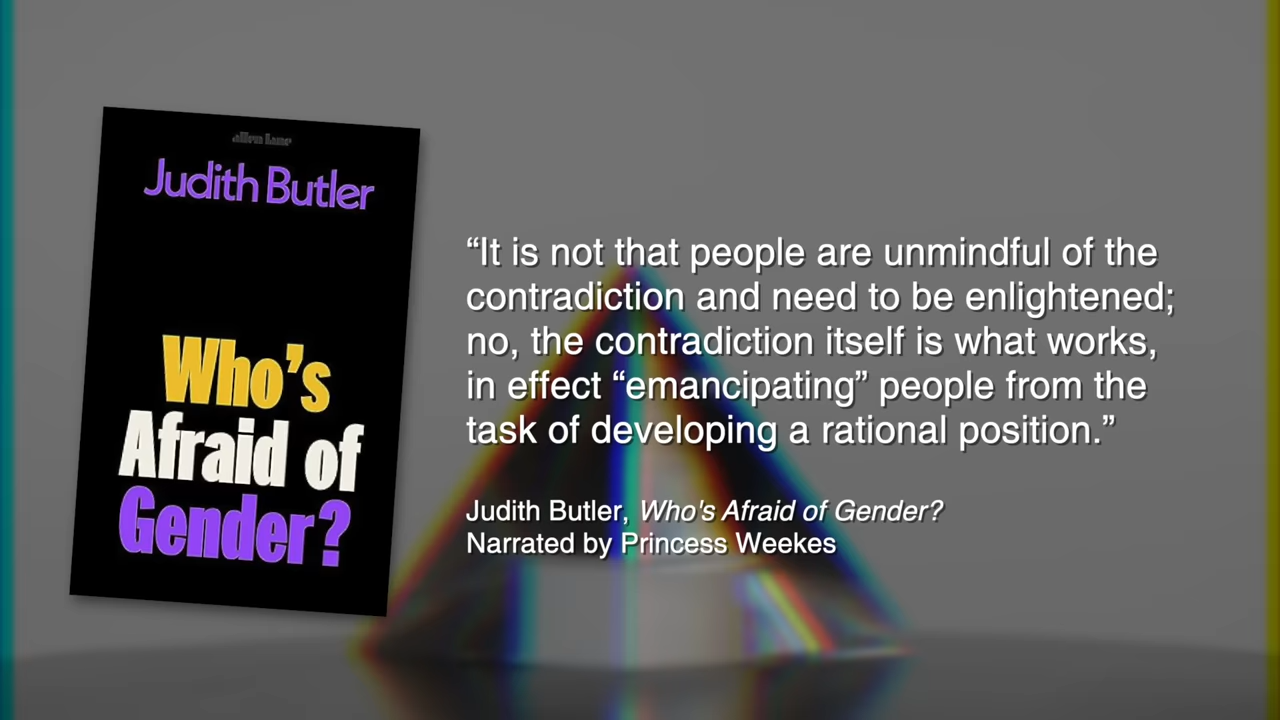 allen lane
Judith Butler
Who's
Afraid of
Gender?
“It is not that people are unmindful of the
contradiction and need to be enlightened;
no, the contradiction itself is what works,
in effect “emancipating” people from the
task of developing a rational position.”
Judith Butler, Who's Afraid of Gender?
Narrated by Princess Weekes